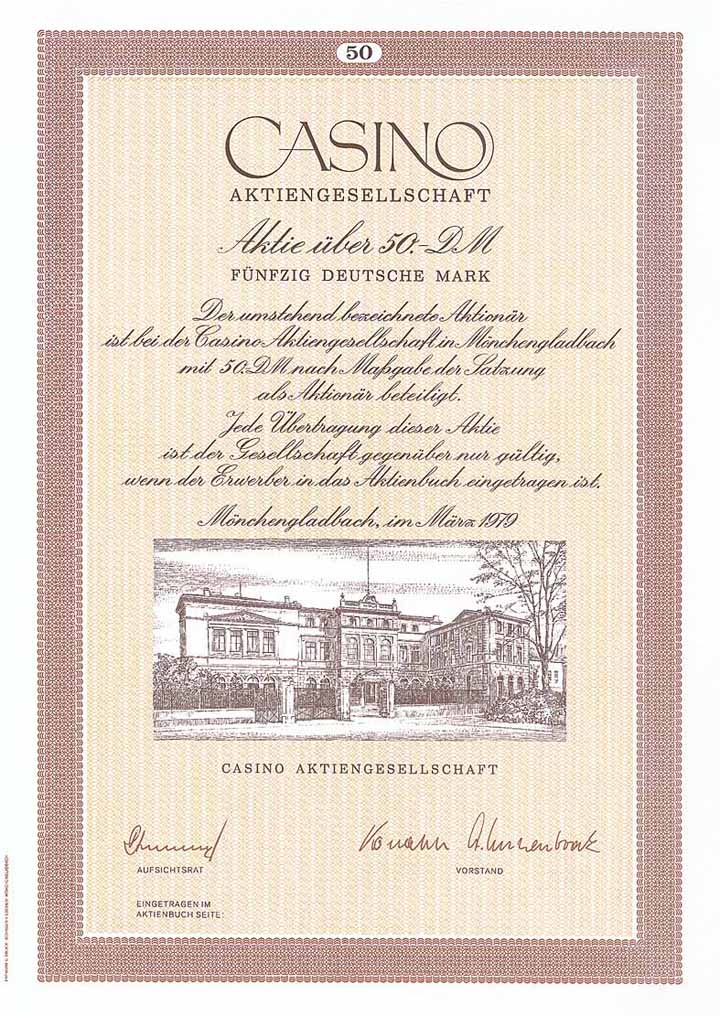 50
CASINO
AKTIENGESELLSCHAFT
Aktie über 50.-DM
FÜNFZIG DEUTSCHE MARK
Der umstehend bezeichnete Aktionär
ist bei der Casino Aktiengesellschaft in Mönchengladbach
mit 50.DM nach Maßgabe der Satzung
als Aktionär beteiligt.
Jede Übertragung dieser Aktie
ist der Gesellschaft gegenüber nur gültig,
wenn der Erwerber in das Aktienbuch eingetragen ist.
Mönchengladbach, im März 1979
CASINO AKTIENGESELLSCHAFT
AUFSICHTSRAT
VORSTAND
EINGETRAGEN IM
AKTIENBUCH SEITE: